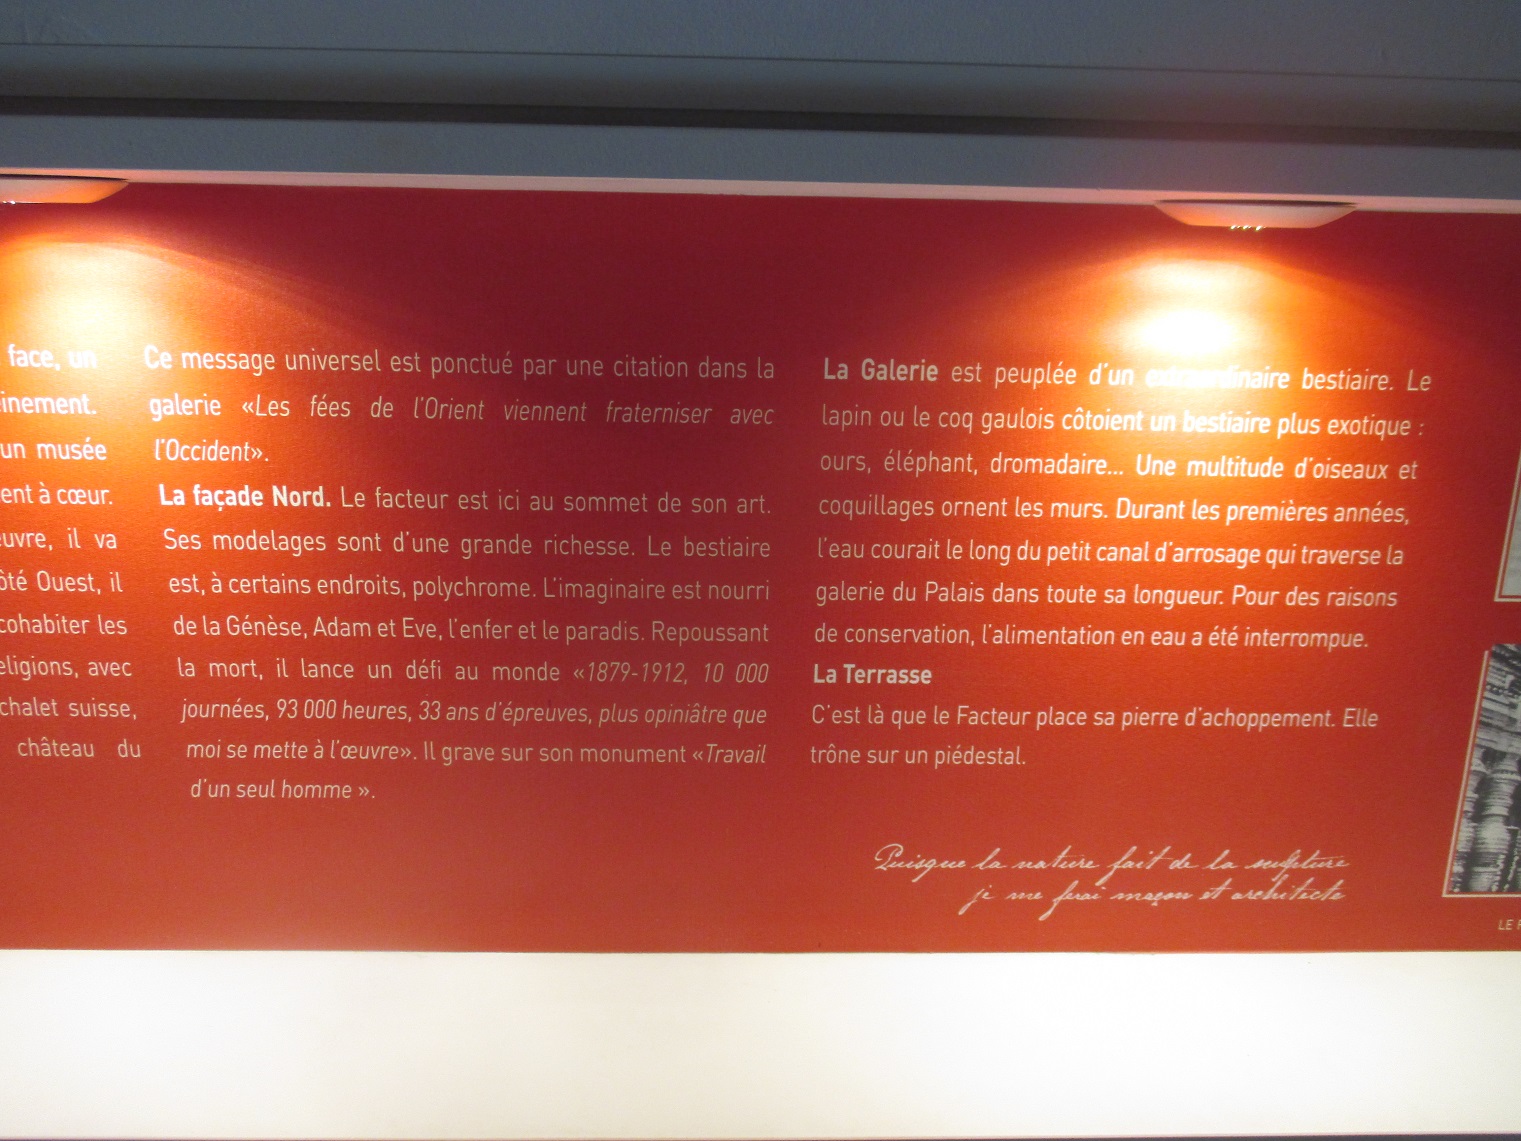 face, un
inement.
un musée
ent à cœur.
uvre, il va
ôté Ouest, il
cohabiter les
eligions, avec
chalet suisse,
château du
Ce message universel est ponctué par une citation dans la
galerie «Les fées de l'Orient viennent fraterniser avec
l'Occident».
La façade Nord. Le facteur est ici au sommet de son art.
Ses modelages sont d'une grande richesse. Le bestiaire
est, à certains endroits, polychrome. L'imaginaire est nourri
de la Génèse, Adam et Eve, l'enfer et le paradis. Repoussant
la mort, il lance un défi au monde «1879-1912, 10 000
journées, 93 000 heures, 33 ans d'épreuves, plus opiniâtre que
moi se mette à l'œuvre». Il grave sur son monument «Travail
d'un seul homme ».
La Galerie est peuplée d'un extraordinaire bestiaire. Le
lapin ou le coq gaulois côtoient un bestiaire plus exotique :
ours, éléphant, dromadaire... Une multitude d'oiseaux et
coquillages ornent les murs. Durant les premières années,
l'eau courait le long du petit canal d'arrosage qui traverse la
galerie du Palais dans toute sa longueur. Pour des raisons
de conservation, l'alimentation en eau a été interrompue.
La Terrasse
C'est là que le Facteur place sa pierre d'achoppement. Elle
trône sur un piédestal.
Puisque la nature fait de la sculpture
je me ferai maçon et architecte
LE